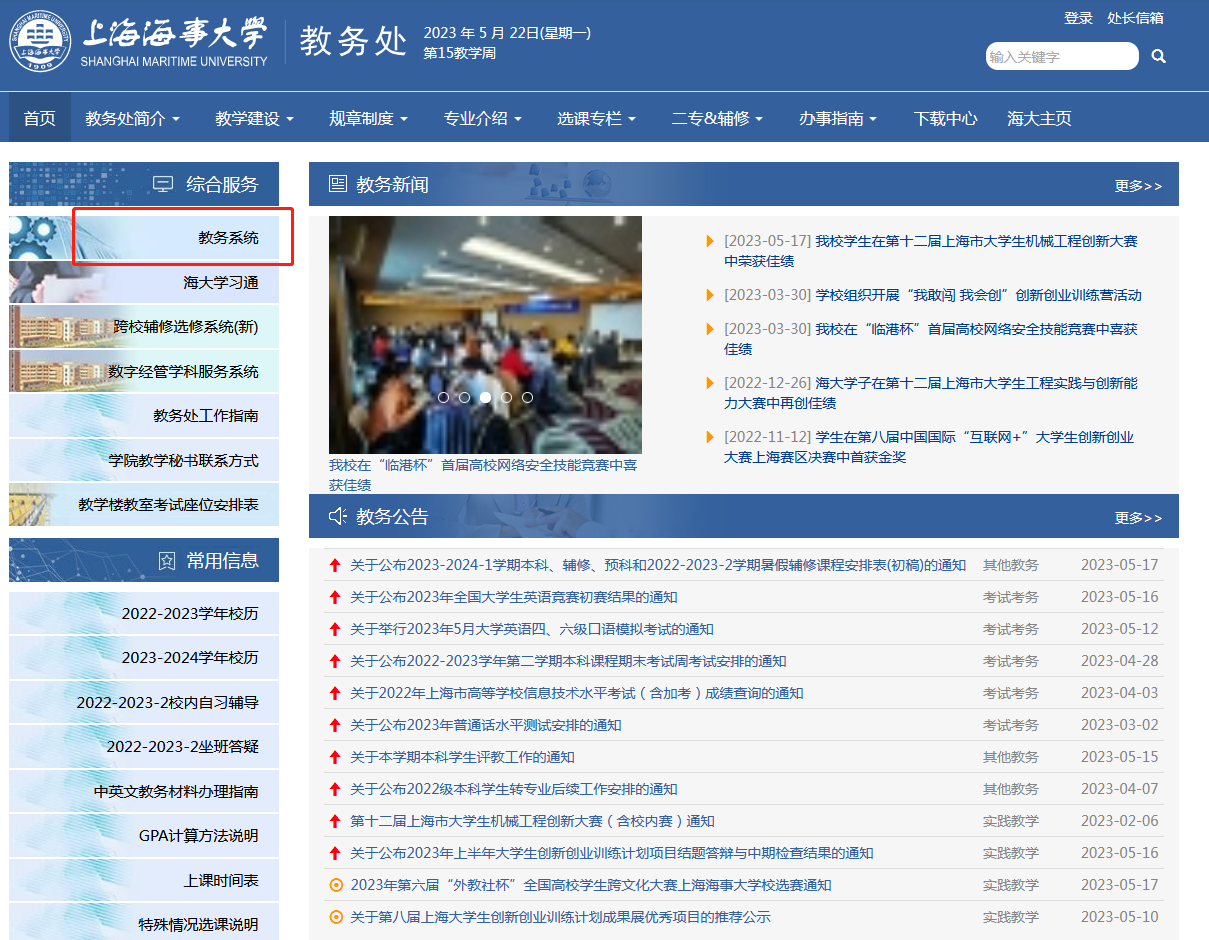 上海海事大学
SHANGHAI MARITIME UNIVERSITY
SHANGHAI MARITIME UNIVERSITY
上海海事大学
1909
教务处
2023 年 5 月 22日(星期一)
第15教学周
登录 处长信箱
输入关键字
首页 教务处简介 教学建设 规章制度 专业介绍 选课专栏 二专&辅修 办事指南 下载中心 海大主页
综合服务
教务系统
海大学习通
跨校辅修选修系统(新)
数字经管学科服务系统
教务处工作指南
学院教学秘书联系方式
教学楼教室考试座位安排表
常用信息
2022-2023学年校历
2023-2024学年校历
2022-2023-2校内自习辅导
2022-2023-2坐班答疑
中英文教务材料办理指南
GPA计算方法说明
上课时间表
特殊情况选课说明
教务新闻 更多>>
我校在“临港杯”首届高校网络安全技能竞赛中喜
获佳绩
[2023-05-17] 我校学生在第十二届上海市大学生机械工程创新大赛
中荣获佳绩
[2023-03-30] 学校组织开展“我敢闯 我会创”创新创业训练营活动
[2023-03-30] 我校在“临港杯”首届高校网络安全技能竞赛中喜获
佳绩
[2022-12-26] 海大学子在第十二届上海市大学生工程实践与创新能
力大赛中再创佳绩
[2022-11-12] 学生在第八届中国国际“互联网+”大学生创新创业
大赛上海赛区决赛中首获金奖
教务公告 更多>>
关于公布2023-2024-1学期本科、辅修、预科和2022-2023-2学期暑假辅修课程安排表(初稿)的通知 其他教务 2023-05-17
关于公布2023年全国大学生英语竞赛初赛结果的通知 考试考务 2023-05-16
关于举行2023年5月大学英语四、六级口语模拟考试的通知 考试考务 2023-05-12
关于公布2022-2023学年第二学期本科课程期末考试周考试安排的通知 考试考务 2023-04-28
关于2022年上海市高等学校信息技术水平考试（含加考）成绩查询的通知 考试考务 2023-04-03
关于公布2023年普通话水平测试安排的通知 考试考务 2023-03-02
关于本学期本科学生评教工作的通知 其他教务 2023-05-15
关于公布2022级本科学生转专业后续工作安排的通知 其他教务 2023-04-07
第十二届上海市大学生机械工程创新大赛（含校内赛）通知 实践教学 2023-02-06
关于公布2023年上半年大学生创新创业训练计划项目结题答辩与中期检查结果的通知 实践教学 2023-05-16
2023年第六届“外教社杯”全国高校学生跨文化大赛上海海事大学校选赛通知 实践教学 2023-05-17
关于第八届上海大学生创新创业训练计划成果展优秀项目的推荐公示 实践教学 2023-05-10